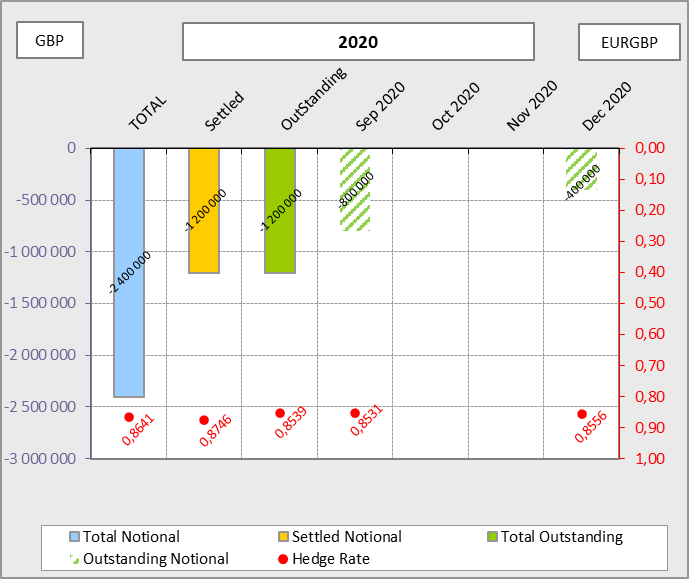 GBP
2020
EURGBP
TOTAL
Settled
OutStanding
Sep 2020
Oct 2020
Nov 2020
Dec 2020
0 0,00
-500 000 0,10
-1 000 000 0,20
-1 500 000 0,30
-2 000 000 0,40
-2 500 000 0,50
-3 000 000 0,60
0,70
0,80
0,90
1,00
-2 400 000
-1 200 000
-1 200 000
-800 000
-400 000
0,8641
0,8746
0,8539
0,8531
0,8556
Total Notional Settled Notional Total Outstanding
Outstanding Notional Hedge Rate